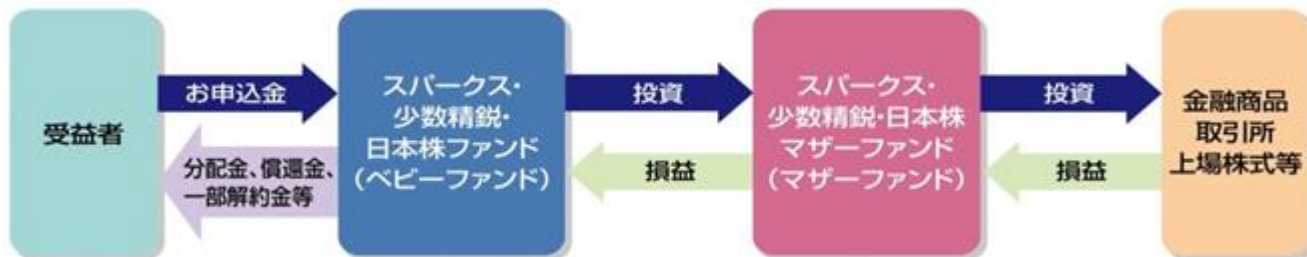 受益者
お申込金
分配金、償還金、
一部解約金等
スパークス・
少数精鋭・
日本株ファンド
(ベビーファンド)
投資
損益
スパークス・
少数精鋭・日本株
マザーファンド
(マザーファンド)
投資
損益
金融商品
取引所
上場株式等